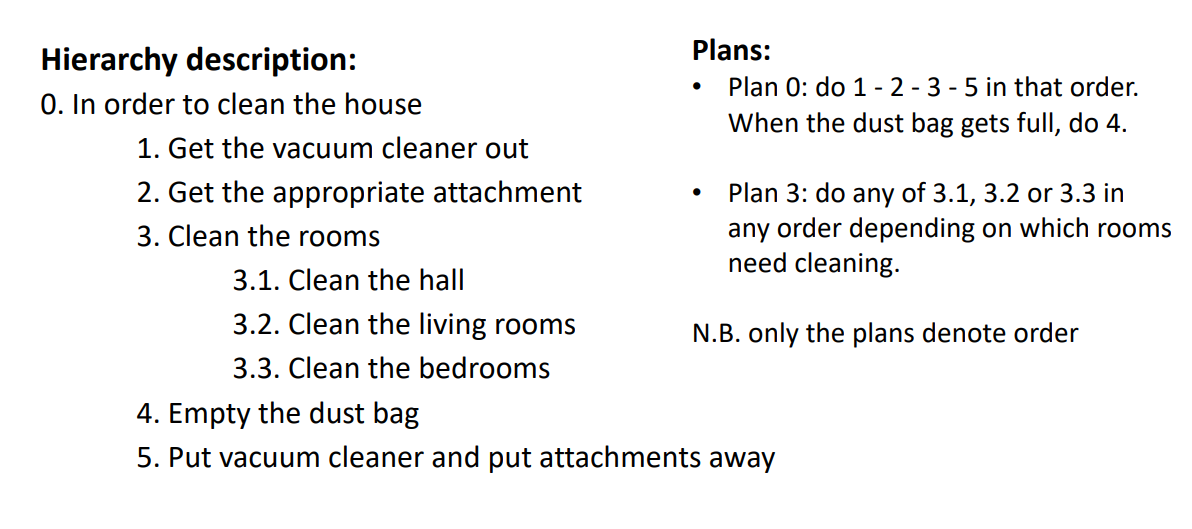 Hierarchy description:
0. In order to clean the house
1. Get the vacuum cleaner out
2. Get the appropriate attachment
3. Clean the rooms
3.1. Clean the hall
3.2. Clean the living rooms
3.3. Clean the bedrooms
4. Empty the dust bag
5. Put vacuum cleaner and put attachments away
Plans:
• Plan 0: do 1 - 2 - 3 - 5 in that order.
When the dust bag gets full, do 4.
• Plan 3: do any of 3.1, 3.2 or 3.3 in
any order depending on which rooms
need cleaning.
N.B. only the plans denote order